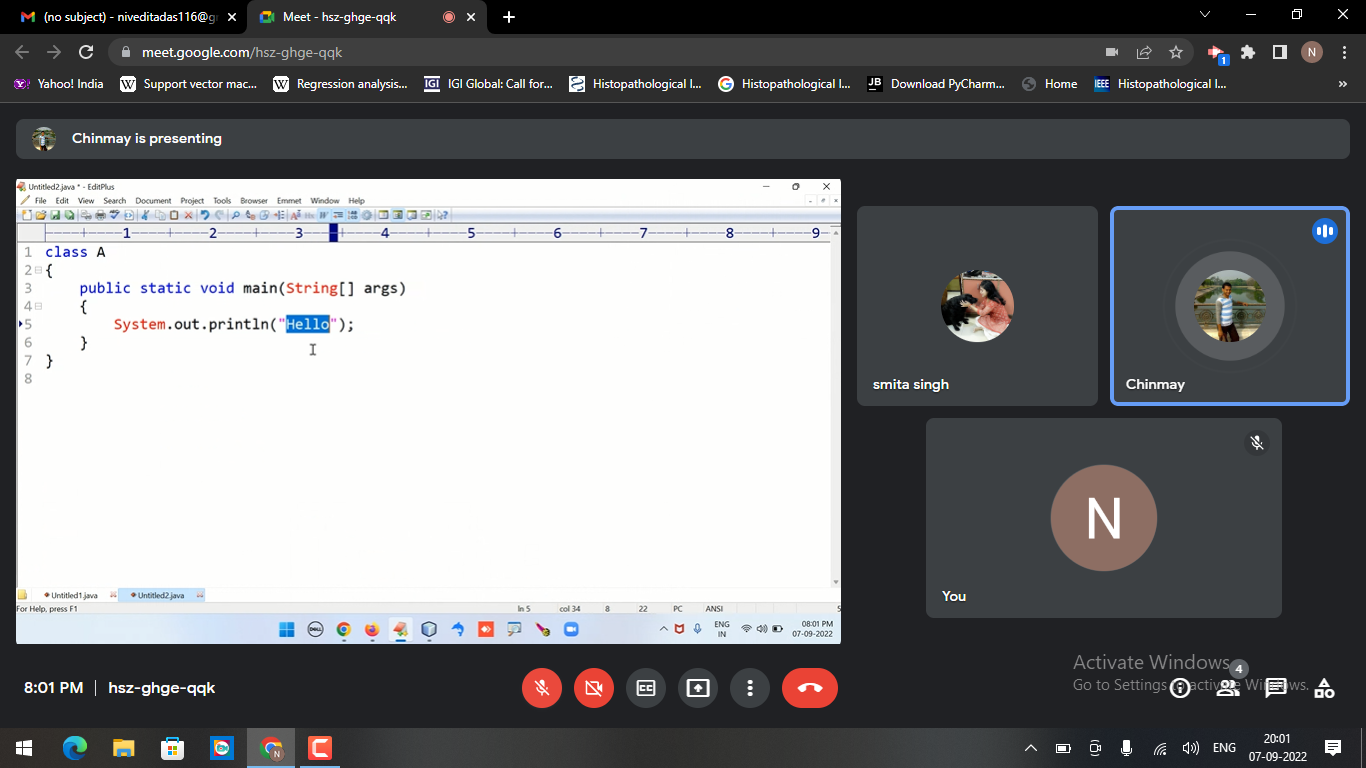 (no subject) - niveditadas116@g
Meet - hsz-ghge-qqk
meet.google.com/hsz-ghge-qqk
1
N
Yahoo! India
Support vector mac...
Regression analysis...
IGI Global: Call for...
Histopathological I...
Histopathological I...
Download PyCharm...
Home
Histopathological I...
»
Chinmay is presenting
Untitled2.java * - EditPlus
File Edit View Search Document Project Tools Browser Emmet Window Help
1 2 3 4 5 6 7 8 9
1 class A
2 {
3 public static void main(String[] args)
4 {
5 System.out.println("Hello");
6 }
7 }
8
Untitled1.java
Untitled2.java
For Help, press F1
ln 5 col 34 8 22 PC ANSI
ENG
IN
08:01 PM
07-09-2022
smita singh
Chinmay
N
You
8:01 PM | hsz-ghge-qqk
4
Activate Windows
Go to Settings to activate Windows.
ENG
20:01
07-09-2022